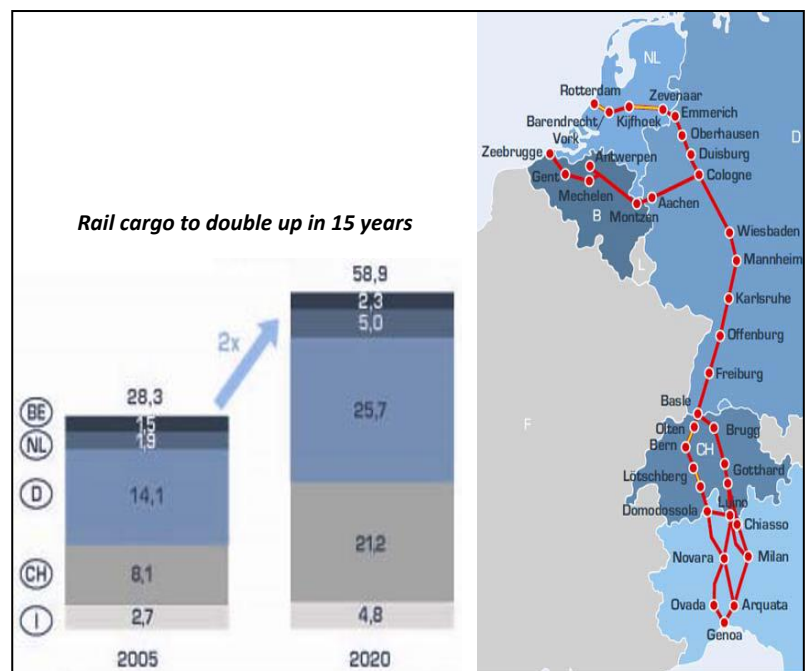 Rail cargo to double up in 15 years
58,9
2,3
5,0
2x
28,3
25,7
BE
1,5
NL
1,9
D
14,1
21,2
CH
8,1
I
2,7
4,8
2005
2020
NL
Rotterdam
Zevenaar
Emmerich
Barendrecht/
Vork
Kijfhoek
Oberhausen
D
Zeebrugge
Antwerpen
Duisburg
Gent
Cologne
Mechelen
Aachen
B
Montzen
Wiesbaden
L
Mannheim
Karlsruhe
Offenburg
Freiburg
Basle
F
Olten
Brugg
Bern
CH
Gotthard
Lötschberg
Luino
Domodossola
Chiasso
Novara
Milan
Ovada
Arquata
Genoa